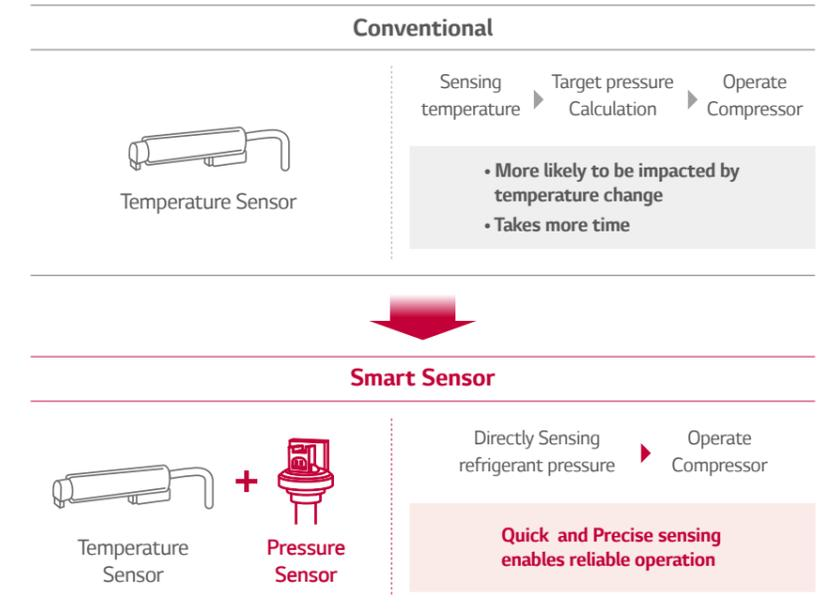 Conventional
Temperature Sensor
Sensing
temperature
Target pressure
Calculation
Operate
Compressor
• More likely to be impacted by
temperature change
• Takes more time
Smart Sensor
Temperature
Sensor
+
Pressure
Sensor
Directly Sensing
refrigerant pressure
Operate
Compressor
Quick and Precise sensing
enables reliable operation